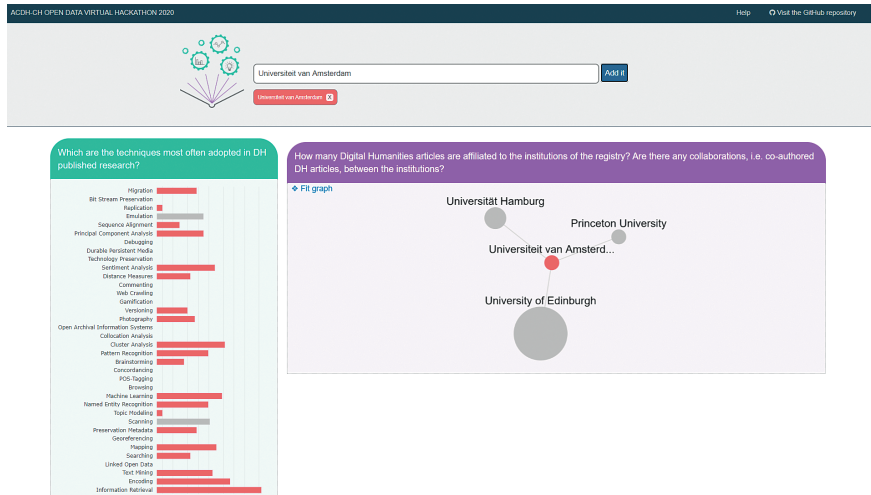 ACDH-CH OPEN DATA VIRTUAL HACKATHON 2020
Help
Visit the GitHub repository
Universiteit van Amsterdam
Add it
Universiteit van Amsterdam X
Which are the techniques most often adopted in DH
published research?
Migration
Bit Stream Preservation
Replication
Emulation
Sequence Alignment
Principal Component Analysis
Debugging
Durable Persistent Media
Technology Preservation
Sentiment Analysis
Distance Measures
Commenting
Web Crawling
Gamification
Versioning
Photography
Open Archival Information Systems
Collocation Analysis
Cluster Analysis
Pattern Recognition
Brainstorming
Concordancing
POS-Tagging
Browsing
Machine Learning
Named Entity Recognition
Topic Modeling
Scanning
Preservation Metadata
Georeferencing
Mapping
Searching
Linked Open Data
Text Mining
Encoding
Information Retrieval
How many Digital Humanities articles are affiliated to the institutions of the registry? Are there any collaborations, i.e. co-authored
DH articles, between the institutions?
Fit graph
Universität Hamburg
Princeton University
Universiteit van Amsterd...
University of Edinburgh